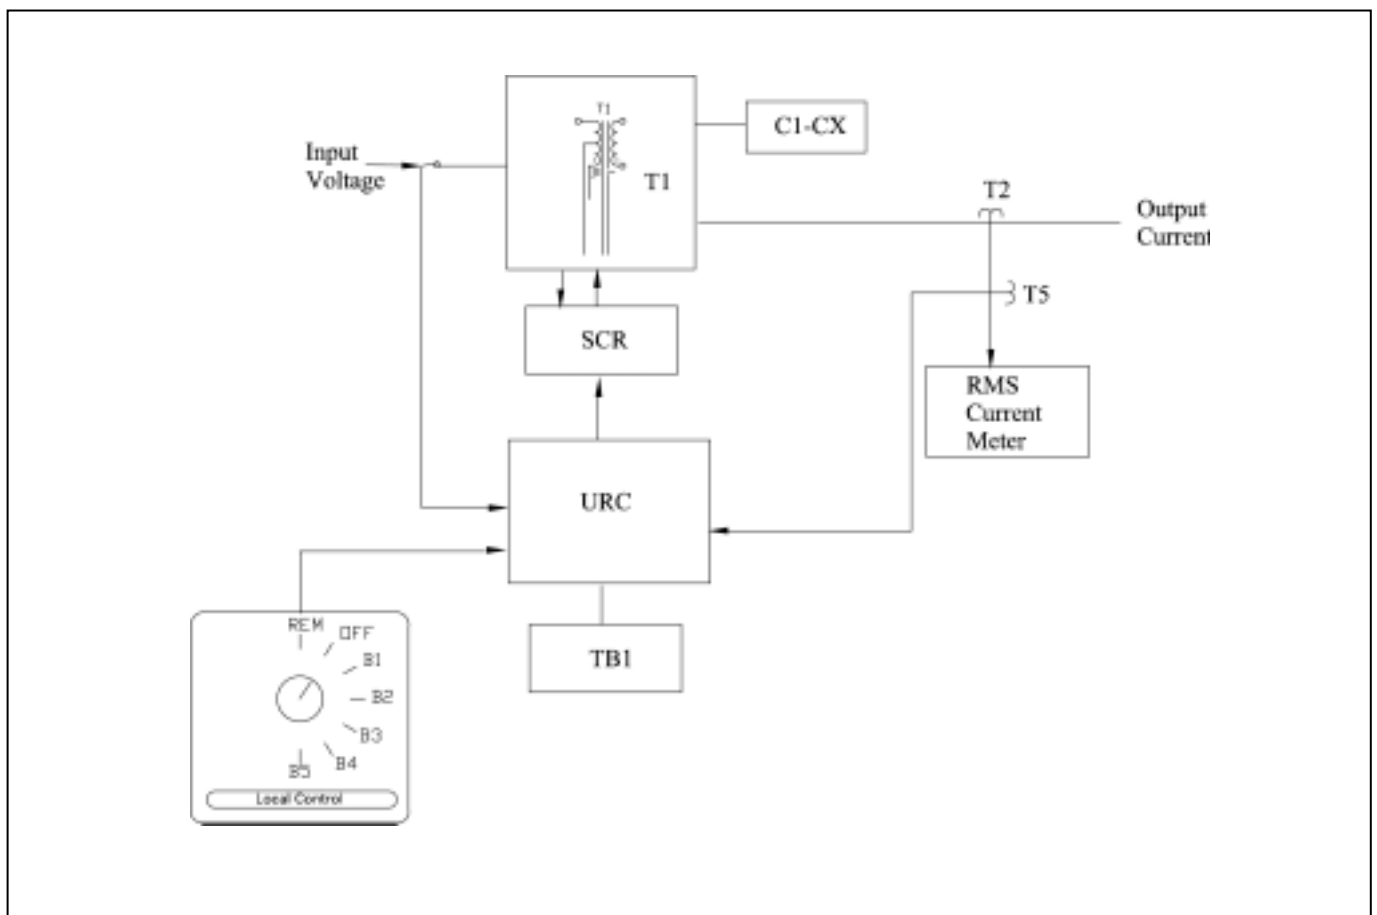 T1
C1-CX
Input
Voltage
T1
T2
Output
Current
T5
SCR
RMS
Current
Meter
URC
REM
OFF
B1
TB1
B2
B3
B4
B5
Local Control